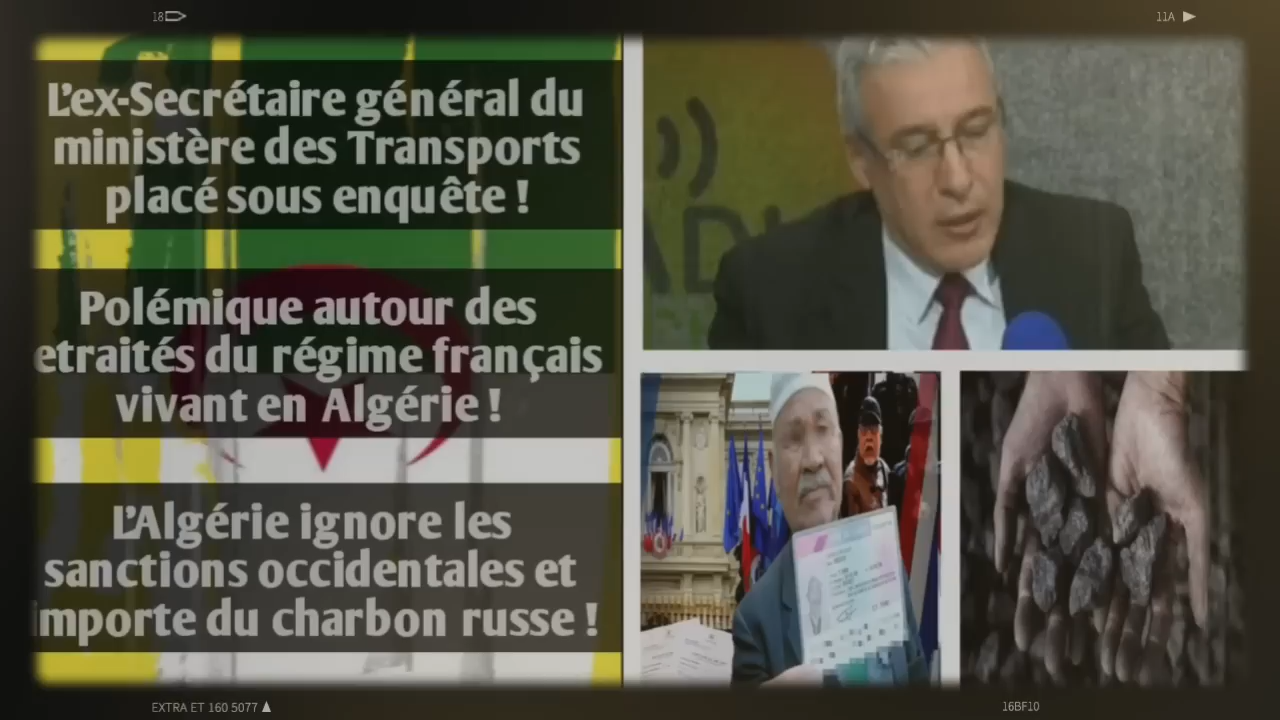 18
11A
L'ex-Secrétaire général du
ministère des Transports
placé sous enquête !
Polémique autour des
etraités du régime français
vivant en Algérie !
L'Algérie ignore les
sanctions occidentales et
importe du charbon russe !
EXTRA ET 160 5077
16BF10